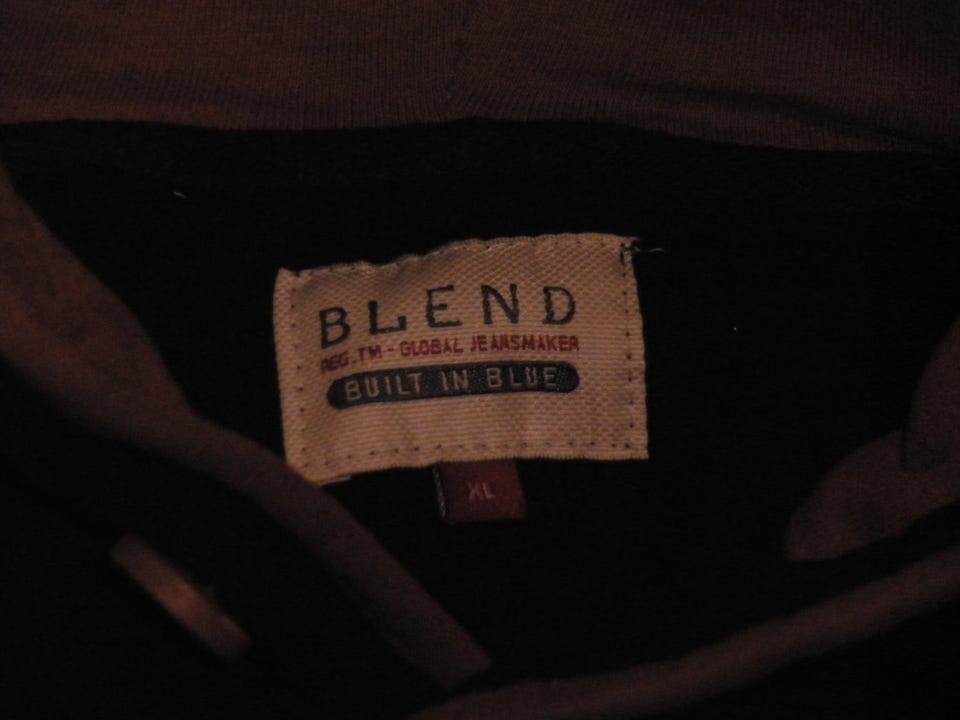 BLEND
REG.TM - GLOBAL JEANSMAKER
BUILT IN BLUE
XL